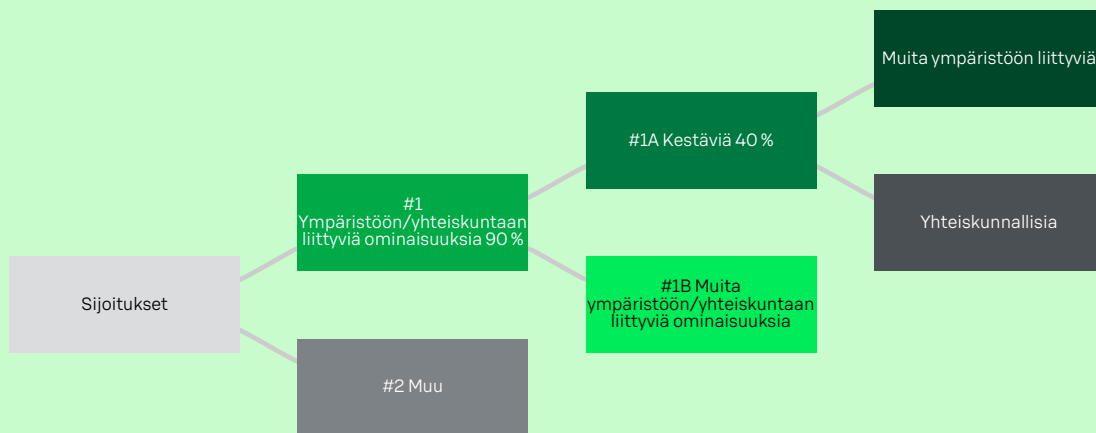 Muita ympäristöön liittyviä
#1A Kestäviä 40 %
#1
Ympäristöön/yhteiskuntaan
liittyviä ominaisuuksia 90 %
Yhteiskunnallisia
Sijoitukset
#1B Muita
ympäristöön/yhteiskuntaan
liittyviä ominaisuuksia
#2 Muu